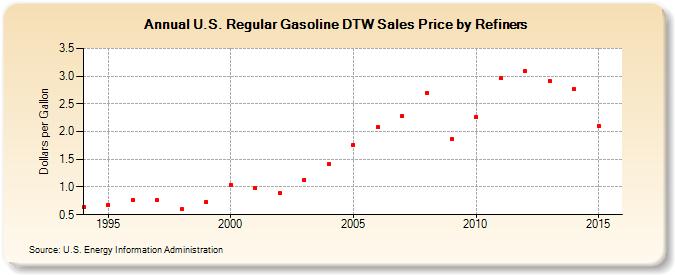 Annual U.S. Regular Gasoline DTW Sales Price by Refiners
Dollars per Gallon
3.5
3.0
2.5
2.0
1.5
1.0
0.5
1995 2000 2005 2010 2015
Source: U.S. Energy Information Administration